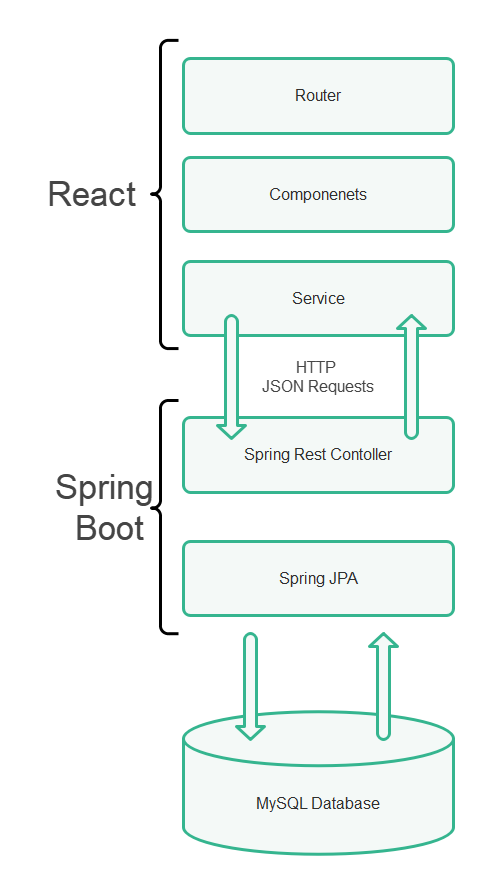 Router
React
Componenets
Service
HTTP
JSON Requests
Spring Rest Contoller
Spring
Boot
Spring JPA
MySQL Database